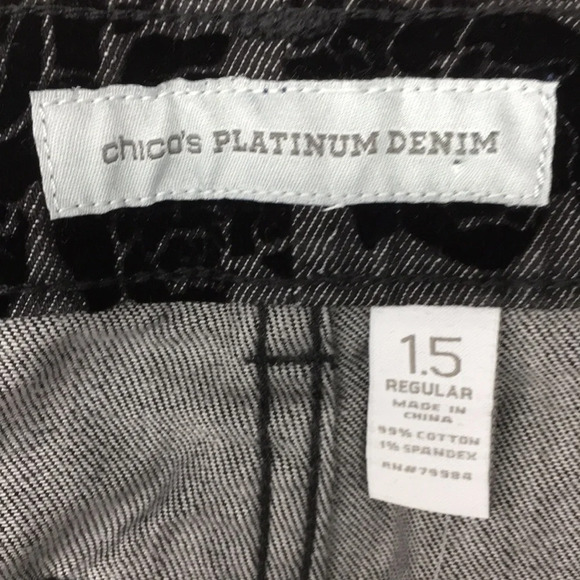 chico's PLATINUM DENIM
1.5
REGULAR
MADE IN
CHINA
99% COTTON
1% SPANDEX
RN#79984